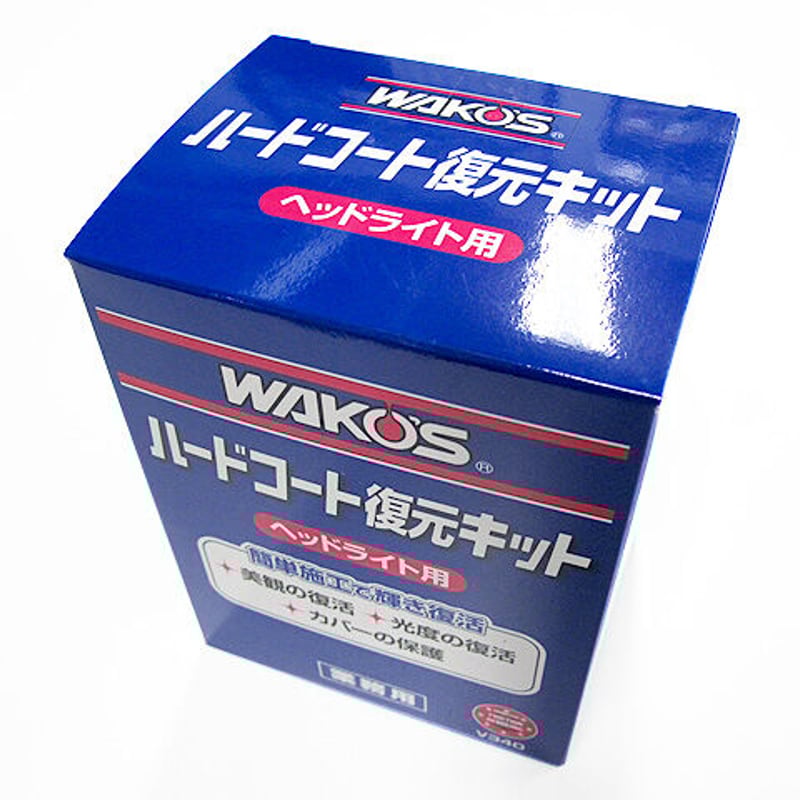 WAKO'S®
ハードコート復元キット
ヘッドライト用
WAKO'S®
ハードコート復元キット
ヘッドライト用
簡単施工で輝き復活
美観の復活 光度の復活
カバーの保護
業務用
V340